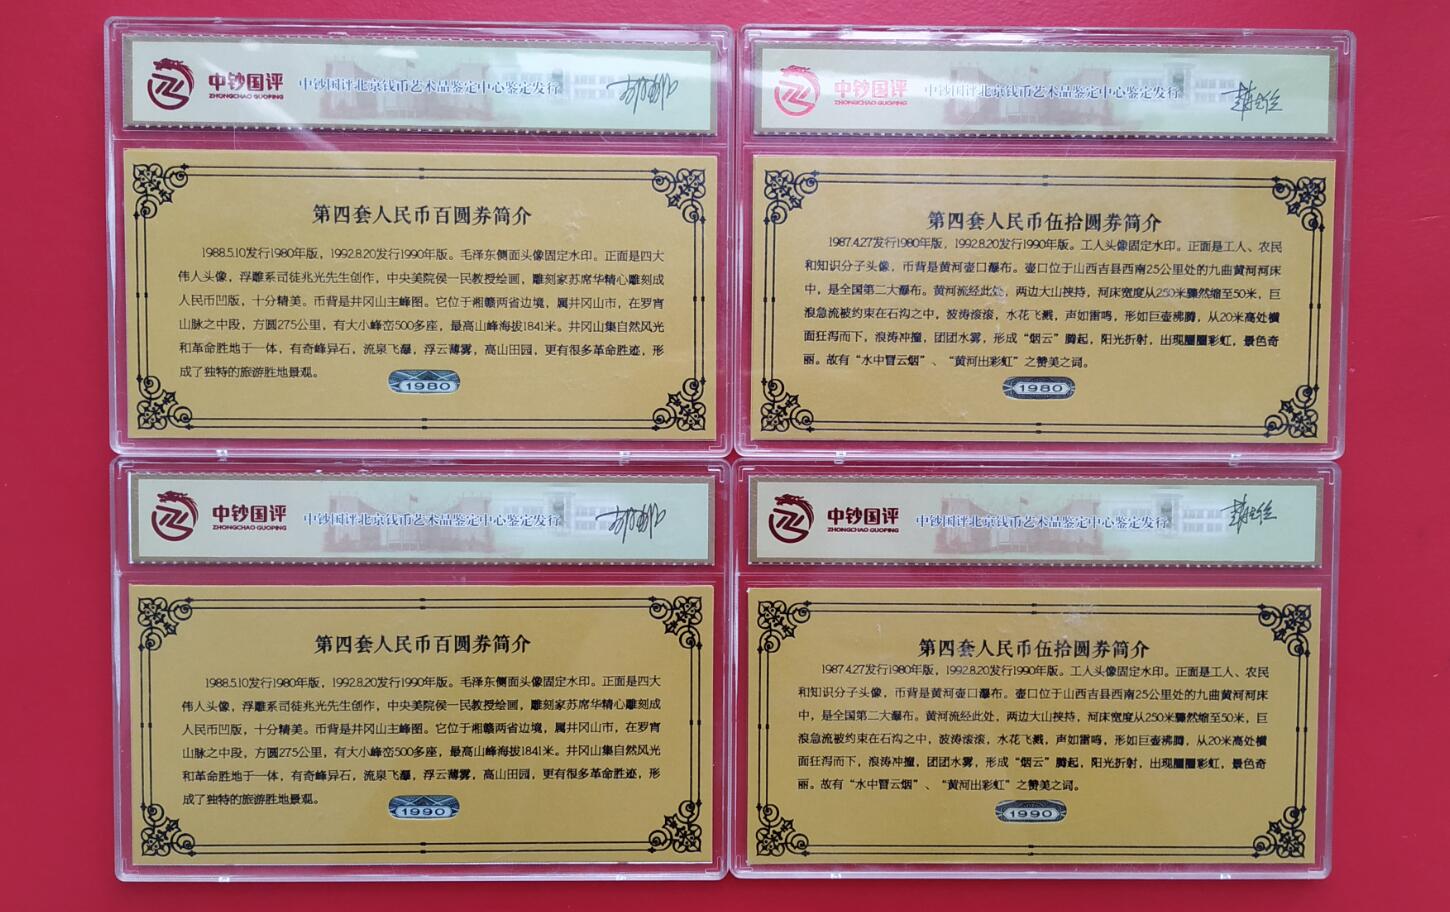 中钞国评
ZHONGCHAO GUOPING
中钞国评北京钱币艺术品鉴定中心鉴定发行
第四套人民币百圆券简介
1988.5.10发行1980年版，1992.8.20发行1990年版。毛泽东侧面头像固定水印。正面是四大
伟人头像，浮雕系司徒兆光先生创作，中央美院侯一民教授绘画，雕刻家苏席华精心雕刻成
人民币凹版，十分精美。币背是井冈山主峰图。它位于湘赣两省边境，属井冈山市，在罗宵
山脉之中段，方圆275公里，有大小峰峦500多座，最高山峰海拔1841米。井冈山集自然风光
和革命胜地于一体，有奇峰异石，流泉飞瀑，浮云薄雾，高山田园，更有很多革命胜迹，形
成了独特的旅游胜地景观。
1980
中钞国评
ZHONGCHAO GUOPING
中钞国评北京钱币艺术品鉴定中心鉴定发行
第四套人民币伍拾圆券简介
1987.4.27发行1980年版，1992.8.20发行1990年版。工人头像固定水印。正面是工人、农民
和知识分子头像，币背是黄河壶口瀑布。壶口位于山西吉县西南25公里处的九曲黄河河床
中，是全国第二大瀑布。黄河流经此处，两边大山挟持，河床宽度从250米骤然缩至50米，巨
浪急流被约束在石沟之中，波涛滚滚，水花飞溅，声如雷鸣，形如巨壶沸腾，从20米高处横
面狂泻而下，浪涛冲撞，团团水雾，形成“烟云”腾起，阳光折射，出现圈圈彩虹，景色奇
丽。故有“水中冒云烟”、“黄河出彩虹”之赞美之词。
1980
中钞国评
ZHONGCHAO GUOPING
中钞国评北京钱币艺术品鉴定中心鉴定发行
第四套人民币百圆券简介
1988.5.10发行1980年版，1992.8.20发行1990年版。毛泽东侧面头像固定水印。正面是四大
伟人头像，浮雕系司徒兆光先生创作，中央美院侯一民教授绘画，雕刻家苏席华精心雕刻成
人民币凹版，十分精美。币背是井冈山主峰图。它位于湘赣两省边境，属井冈山市，在罗宵
山脉之中段，方圆275公里，有大小峰峦500多座，最高山峰海拔1841米。井冈山集自然风光
和革命胜地于一体，有奇峰异石，流泉飞瀑，浮云薄雾，高山田园，更有很多革命胜迹，形
成了独特的旅游胜地景观。
1990
中钞国评
ZHONGCHAO GUOPING
中钞国评北京钱币艺术品鉴定中心鉴定发行
第四套人民币伍拾圆券简介
1987.4.27发行1980年版，1992.8.20发行1990年版。工人头像固定水印。正面是工人、农民
和知识分子头像，币背是黄河壶口瀑布。壶口位于山西吉县西南25公里处的九曲黄河河床
中，是全国第二大瀑布。黄河流经此处，两边大山挟持，河床宽度从250米骤然缩至50米，巨
浪急流被约束在石沟之中，波涛滚滚，水花飞溅，声如雷鸣，形如巨壶沸腾，从20米高处横
面狂泻而下，浪涛冲撞，团团水雾，形成“烟云”腾起，阳光折射，出现圈圈彩虹，景色奇
丽。故有“水中冒云烟”、“黄河出彩虹”之赞美之词。
1990